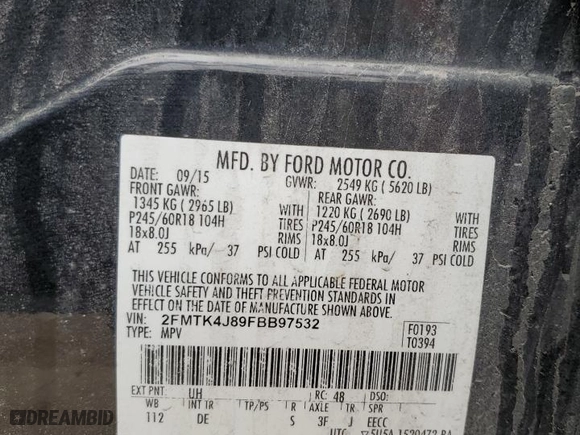 MFD. BY FORD MOTOR CO.
DATE: 09/15 GVWR: 2549 KG ( 5620 LB)
FRONT GAWR: REAR GAWR:
1345 KG ( 2965 LB) WITH 1220 KG ( 2690 LB) WITH
P245/60R18 104H TIRES P245/60R18 104H TIRES
18x8.0J RIMS 18x8.0J RIMS
AT 255 kPa/ 37 PSI COLD AT 255 kPa/ 37 PSI COLD
THIS VEHICLE CONFORMS TO ALL APPLICABLE FEDERAL MOTOR
VEHICLE SAFETY AND THEFT PREVENTION STANDARDS IN
EFFECT ON THE DATE OF MANUFACTURE SHOWN ABOVE.
VIN: 2FMTK4J89FBB97532 F0193
TYPE: MPV T0394
EXT PNT: UH RC: 48 DSO:
WB INT TR TP/PS R AXLE TR SPR
112 DE S 3F J EECC
UTC
DREAMBID